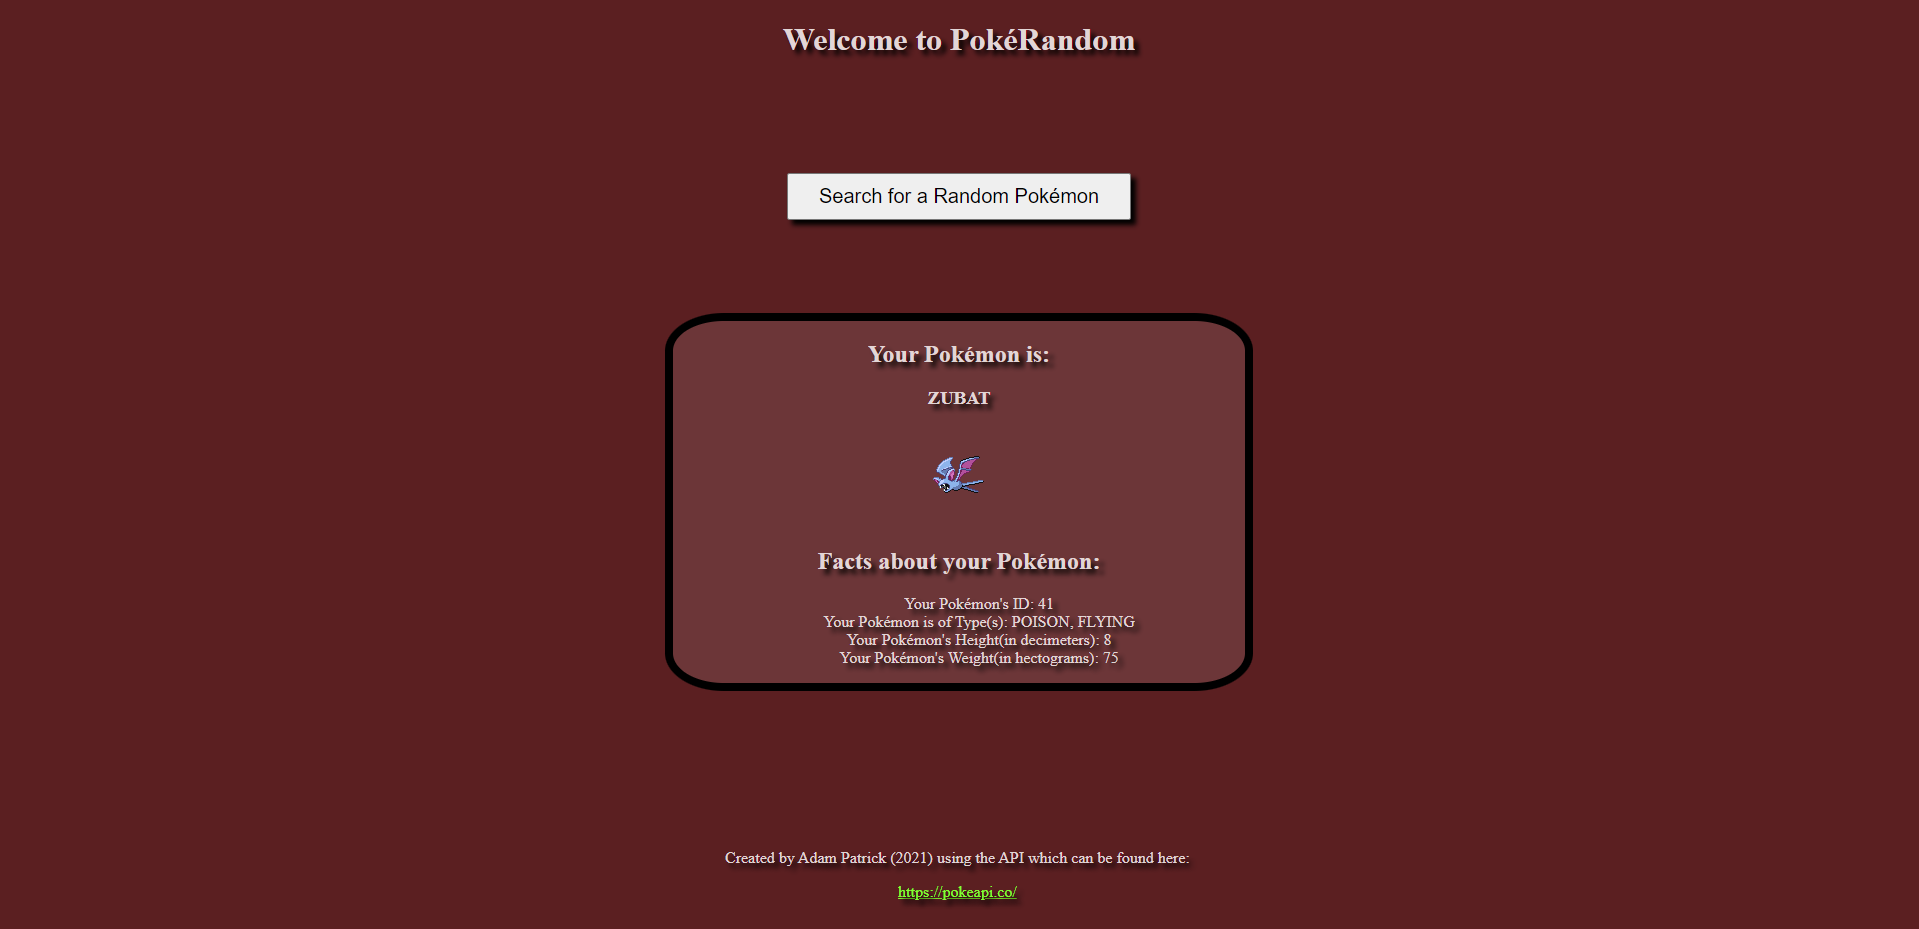 Welcome to PokéRandom
Search for a Random Pokémon
Your Pokémon is:
ZUBAT
Facts about your Pokémon:
Your Pokémon's ID: 41
Your Pokémon is of Type(s): POISON, FLYING
Your Pokémon's Height(in decimeters): 8
Your Pokémon's Weight(in hectograms): 75
Created by Adam Patrick (2021) using the API which can be found here:
https://pokeapi.co/